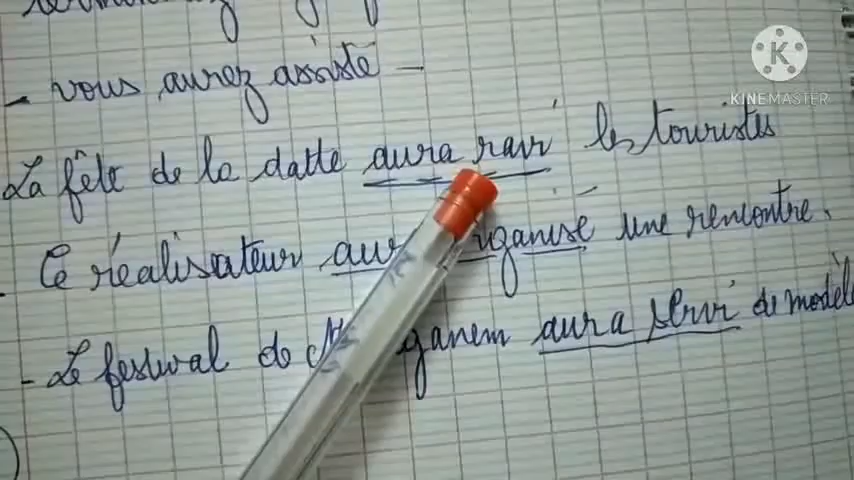 - vous aurez assisté -
La fête de la datte aura ravi les touristes
- Ce réalisateur aura organisé une rencontre.
- Le festival de ganem aura servi de modèle
KINEMASTER